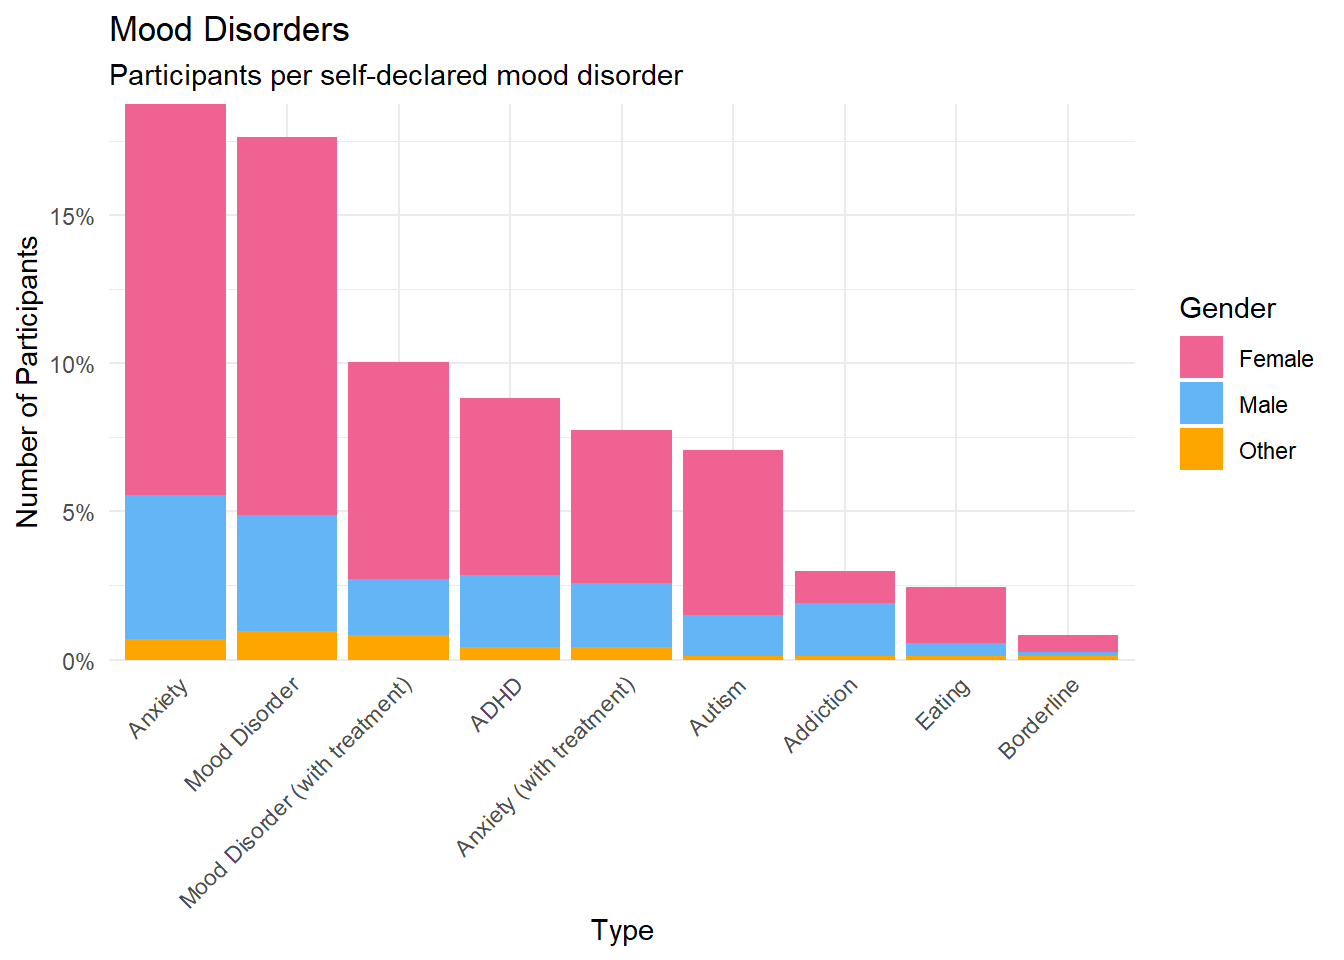 Mood Disorders
Participants per self-declared mood disorder
Number of Participants
15%
10%
5%
0%
Anxiety
Mood Disorder
Mood Disorder (with treatment)
ADHD
Anxiety (with treatment)
Autism
Addiction
Eating
Borderline
Type
Gender
Female
Male
Other